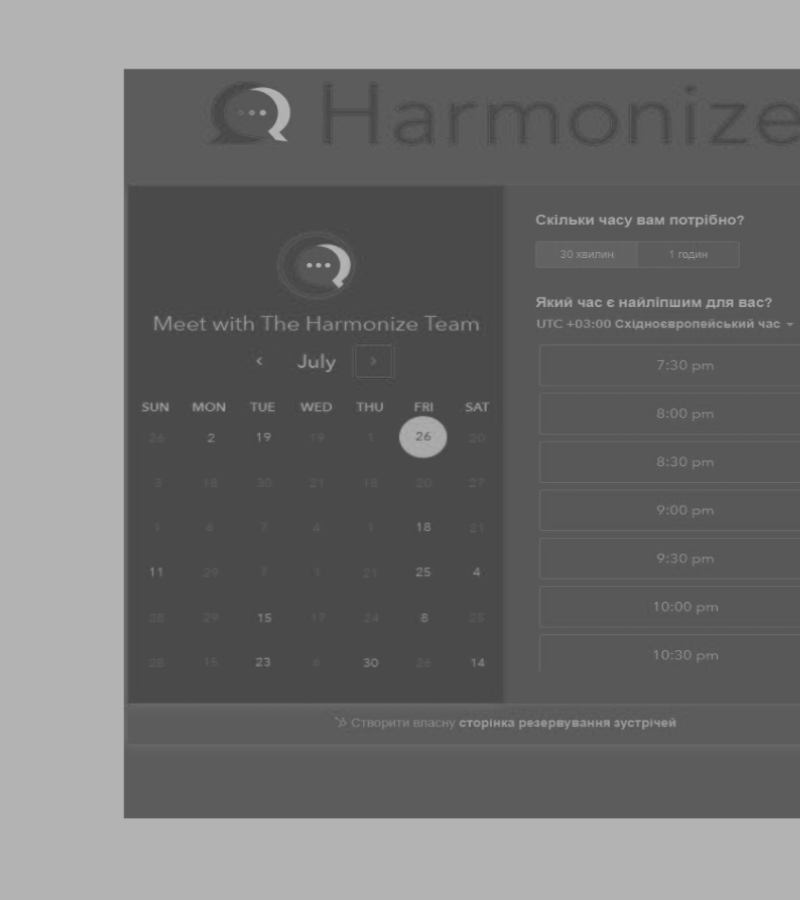 Harmonize
Meet with The Harmonize Team
July
SUN MON TUE WED THU FRI SAT
26 2 19 19 1 26 20
3 18 30 21 18 20 27
1 6 7 4 1 18 21
11 29 7 1 21 25 4
28 29 15 17 24 8 25
28 15 23 6 30 26 14
Скільки часу вам потрібно?
30 хвилин 1 годин
Який час є найліпшим для вас?
UTC +03:00 Східноєвропейський час
7:30 pm
8:00 pm
8:30 pm
9:00 pm
9:30 pm
10:00 pm
10:30 pm
Створити власну сторінка резервування зустрічей